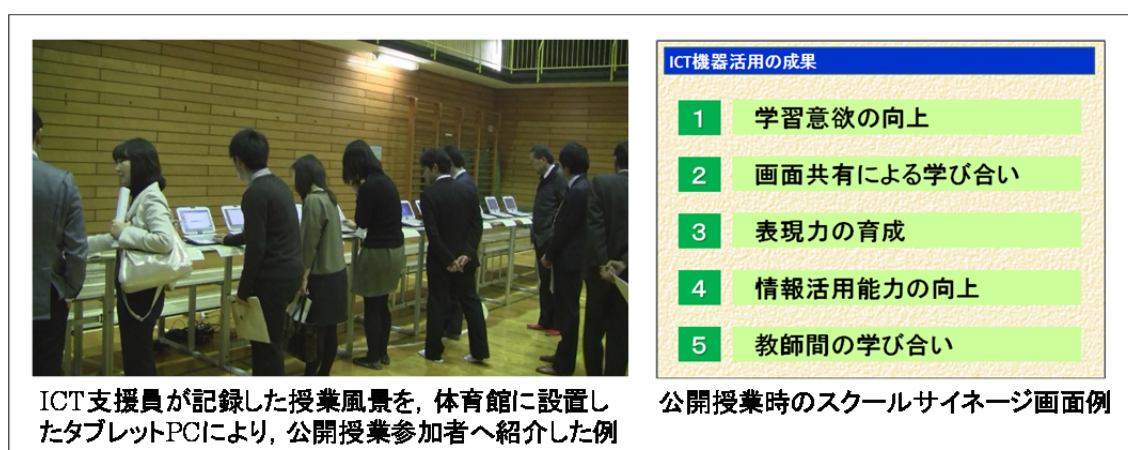 ICT機器活用の成果
1 学習意欲の向上
2 画面共有による学び合い
3 表現力の育成
4 情報活用能力の向上
5 教師間の学び合い
ICT支援員が記録した授業風景を，体育館に設置し
たタブレットPCにより，公開授業参加者へ紹介した例
公開授業時のスクールサイネージ画面例